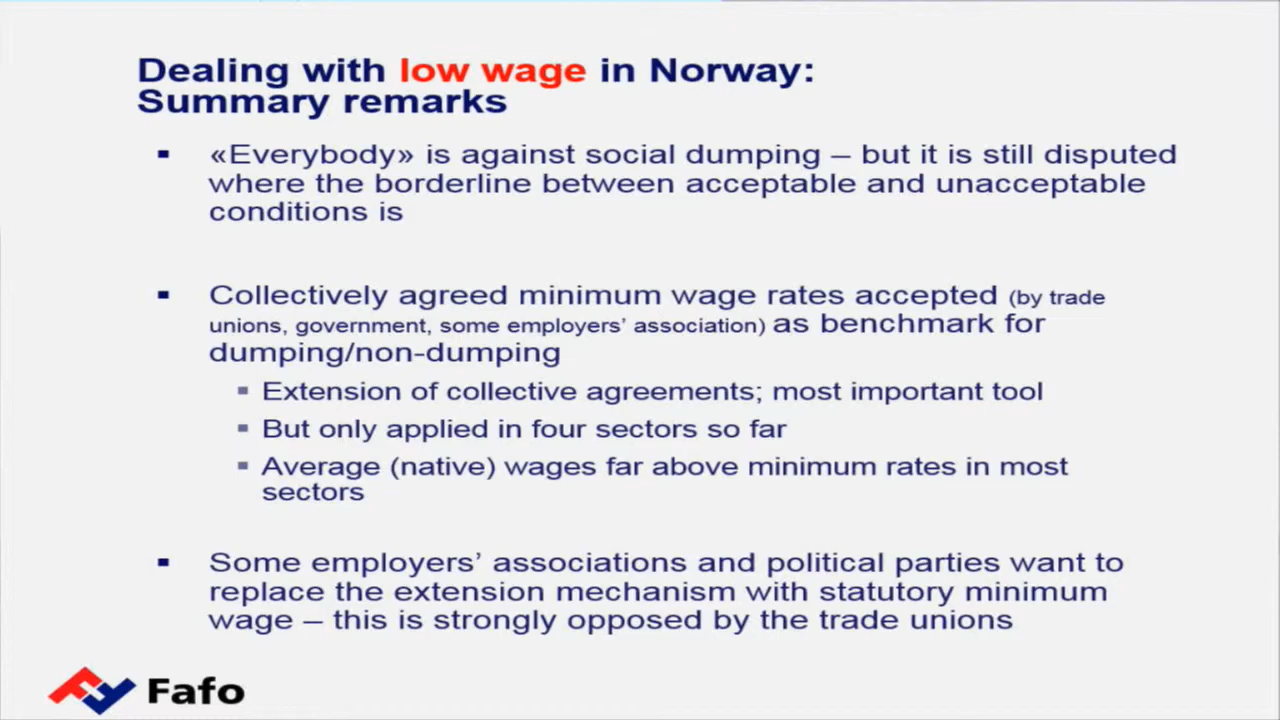 Dealing with low wage in Norway:
Summary remarks
▪ «Everybody» is against social dumping – but it is still disputed
where the borderline between acceptable and unacceptable
conditions is
▪ Collectively agreed minimum wage rates accepted (by trade
unions, government, some employers’ association) as benchmark for
dumping/non-dumping
▪ Extension of collective agreements; most important tool
▪ But only applied in four sectors so far
▪ Average (native) wages far above minimum rates in most
sectors
▪ Some employers’ associations and political parties want to
replace the extension mechanism with statutory minimum
wage – this is strongly opposed by the trade unions
Fafo